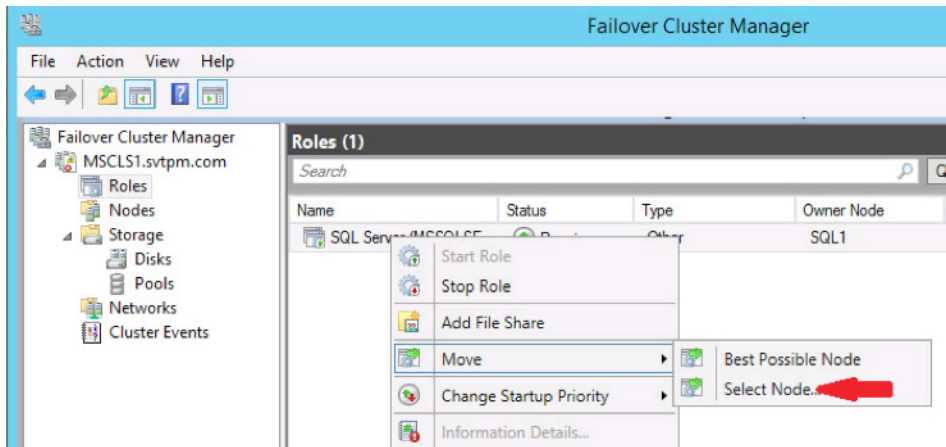 Failover Cluster Manager
File Action View Help
Failover Cluster Manager
MSCLS1.svtpm.com
Roles
Nodes
Storage
Disks
Pools
Networks
Cluster Events
Roles (1)
Search
Name Status Type Owner Node
SQL Server SQL1
Start Role
Stop Role
Add File Share
Move
Best Possible Node
Select Node...
Change Startup Priority
Information Details...